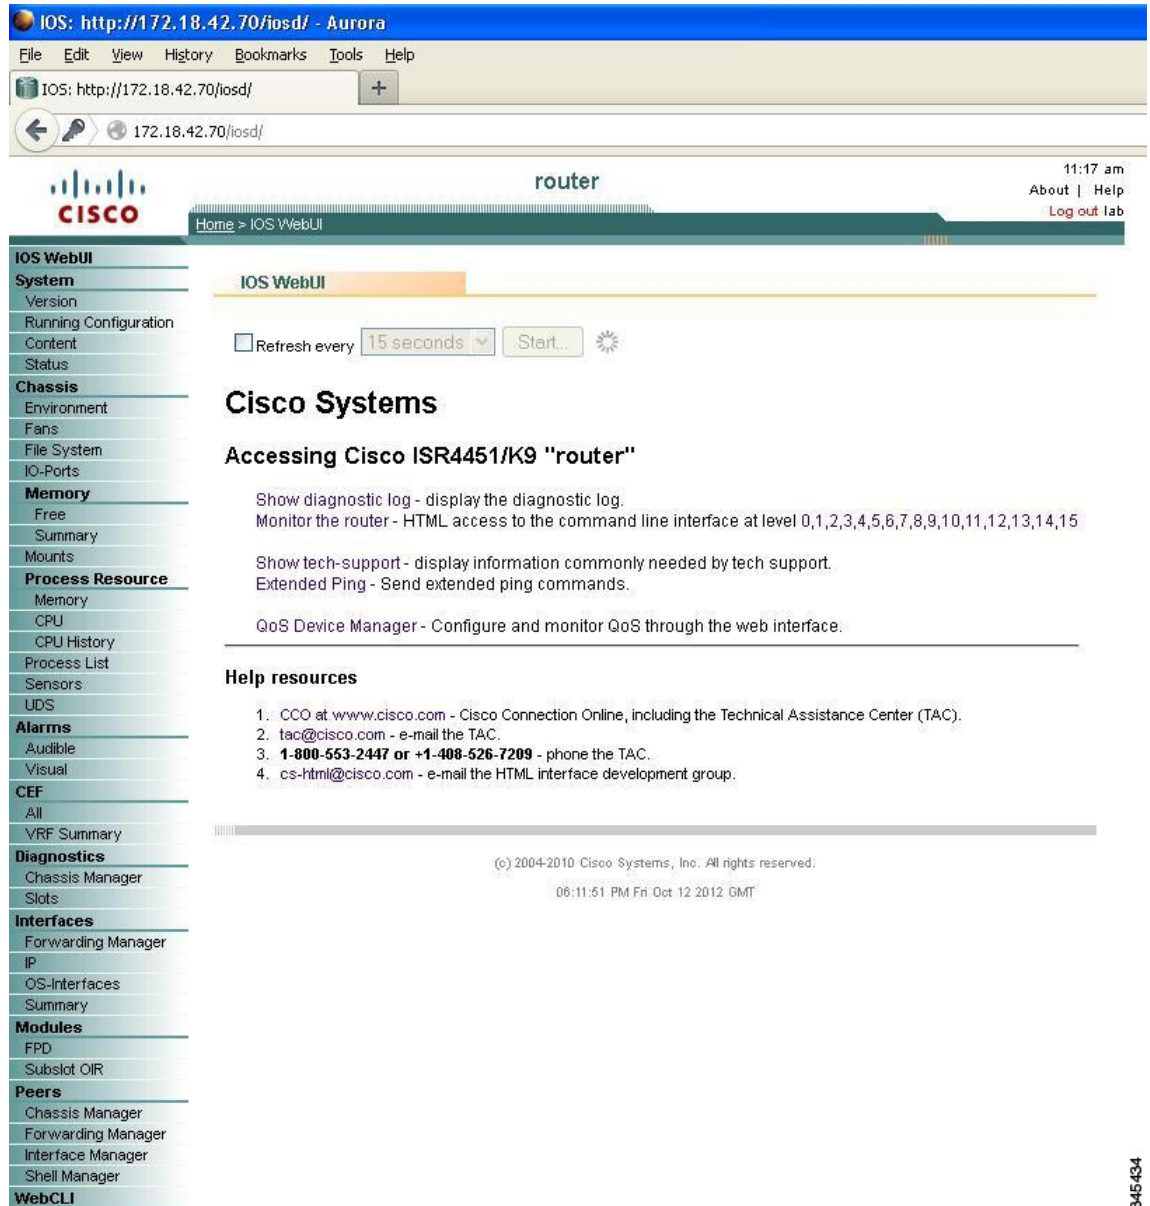 IOS: http://172.18.42.70/iosd/ - Aurora
File Edit View History Bookmarks Tools Help
IOS: http://172.18.42.70/iosd/ +
172.18.42.70/iosd/
CISCO
router
11:17 am
About | Help
Log out lab
Home > IOS WebUI
IOS WebUI
System
Version
Running Configuration
Content
Status
Chassis
Environment
Fans
File System
IO-Ports
Memory
Free
Summary
Mounts
Process Resource
Memory
CPU
CPU History
Process List
Sensors
UDS
Alarms
Audible
Visual
CEF
All
VRF Summary
Diagnostics
Chassis Manager
Slots
Interfaces
Forwarding Manager
IP
OS-Interfaces
Summary
Modules
FPD
Subslot OIR
Peers
Chassis Manager
Forwarding Manager
Interface Manager
Shell Manager
WebCLI
IOS WebUI
Refresh every 15 seconds Start...
Cisco Systems
Accessing Cisco ISR4451/K9 "router"
Show diagnostic log - display the diagnostic log.
Monitor the router - HTML access to the command line interface at level 0,1,2,3,4,5,6,7,8,9,10,11,12,13,14,15
Show tech-support - display information commonly needed by tech support.
Extended Ping - Send extended ping commands.
QoS Device Manager - Configure and monitor QoS through the web interface.
Help resources
1. CCO at www.cisco.com - Cisco Connection Online, including the Technical Assistance Center (TAC).
2. tac@cisco.com - e-mail the TAC.
3. 1-800-553-2447 or +1-408-526-7209 - phone the TAC.
4. cs-html@cisco.com - e-mail the HTML interface development group.
(c) 2004-2010 Cisco Systems, Inc. All rights reserved.
06:11:51 PM Fri Oct 12 2012 GMT
345434